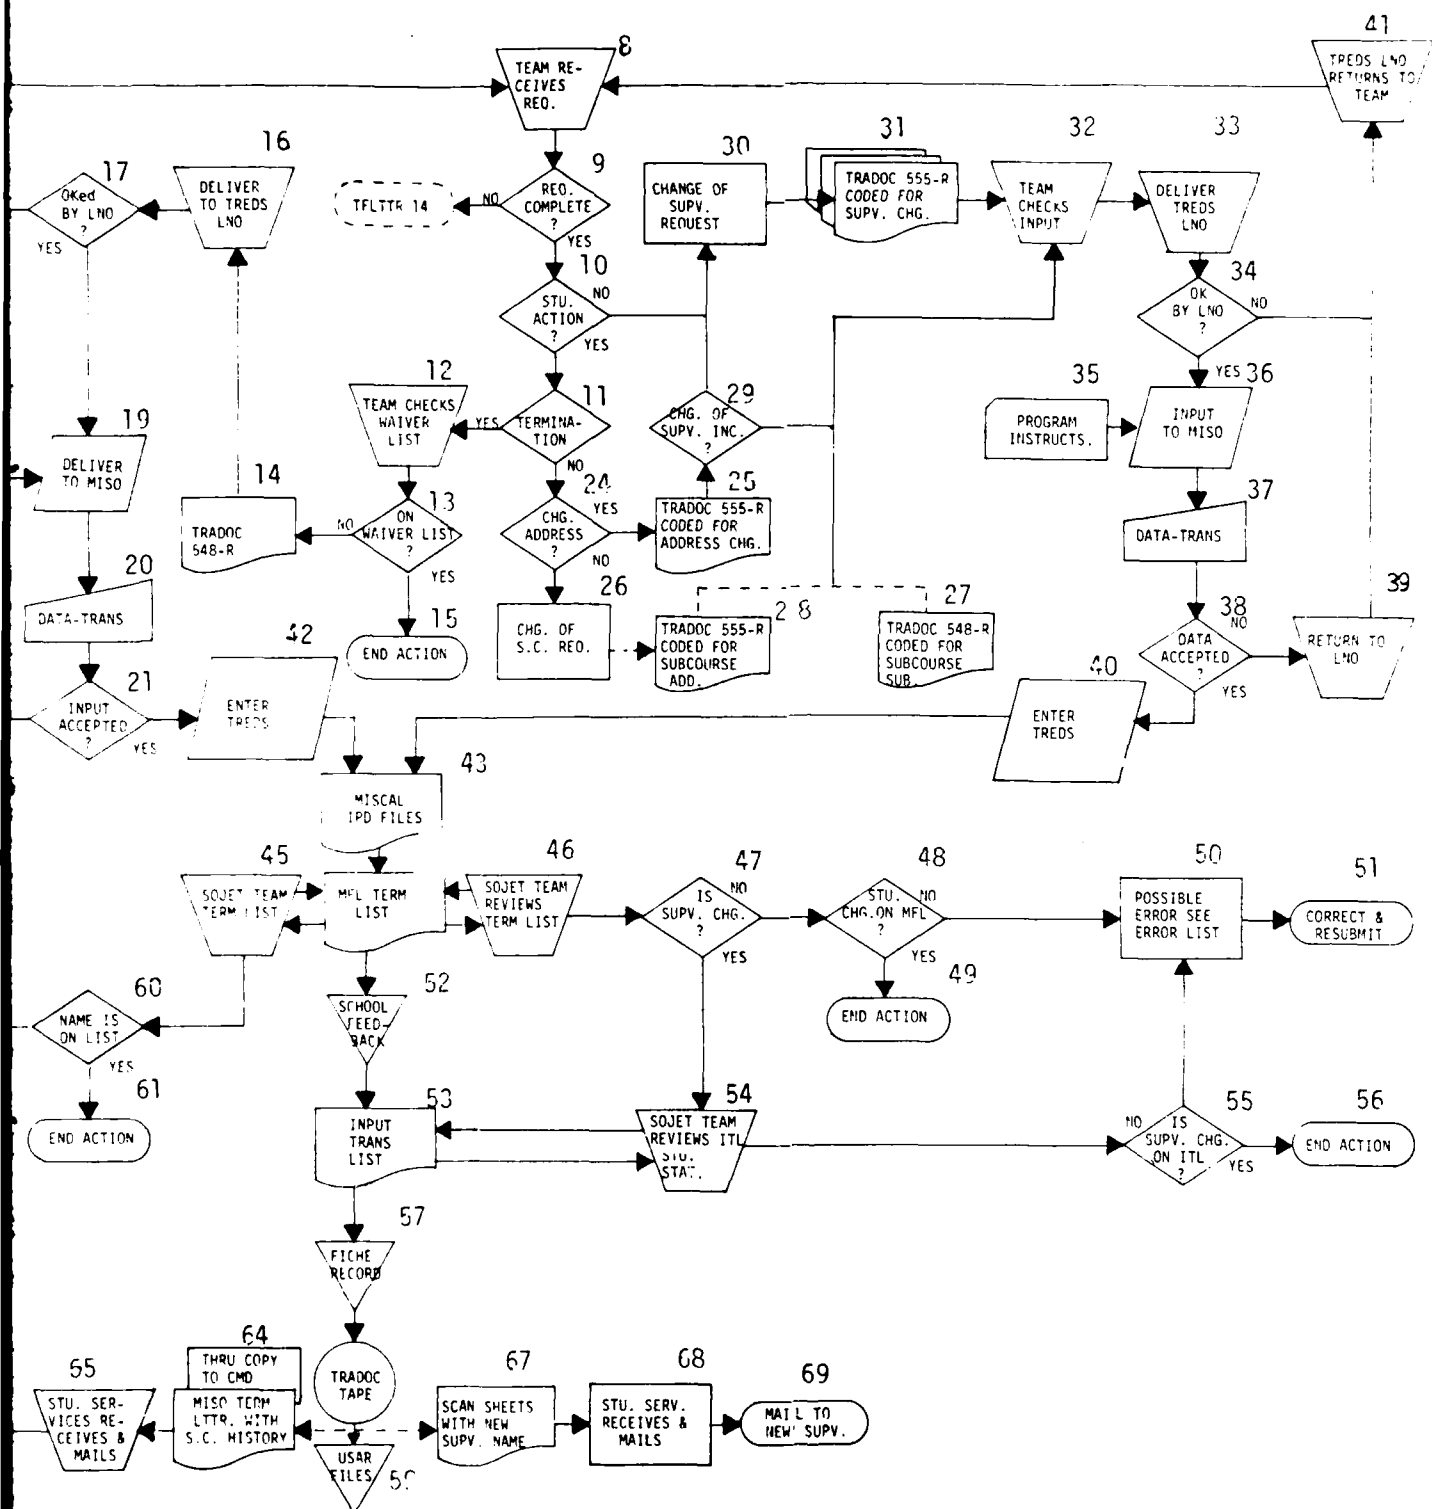 8
TEAM RE-
CEIVES
REQ.
41
TREDS LNO
RETURNS TO
TEAM
17
OKed
BY LNO
?
YES
16
DELIVER
TO TREDS
LNO
TFLTTR 14
NO
9
REQ.
COMPLETE
?
YES
30
CHANGE OF
SUPV.
REQUEST
31
TRADOC 555-R
CODED FOR
SUPV. CHG.
32
TEAM
CHECKS
INPUT
33
DELIVER
TREDS
LNO
10
STU.
ACTION
?
NO
YES
34
OK
BY LNO
?
NO
YES
12
TEAM CHECKS
WAIVER
LIST
YES
11
TERMINA-
TION
NO
29
CHG. OF
SUPV. INC.
?
35
PROGRAM
INSTRUCTS.
36
INPUT
TO MISO
19
DELIVER
TO MISO
14
TRADOC
548-R
NO
13
ON
WAIVER LIST
?
YES
24
CHG.
ADDRESS
?
YES
NO
25
TRADOC 555-R
CODED FOR
ADDRESS CHG.
37
DATA-TRANS
20
DATA-TRANS
15
END ACTION
26
CHG. OF
S.C. REQ.
28
TRADOC 555-R
CODED FOR
SUBCOURSE
ADD.
27
TRADOC 548-R
CODED FOR
SUBCOURSE
SUB.
38
NO
DATA
ACCEPTED
?
YES
39
RETURN TO
LNO
21
INPUT
ACCEPTED
?
YES
42
ENTER
TREDS
40
ENTER
TREDS
43
MISCAL
IPD FILES
45
SOJET TEAM
TERM LIST
MFL TERM
LIST
46
SOJET TEAM
REVIEWS
TERM LIST
47
IS
SUPV. CHG.
?
NO
YES
48
STU.
CHG.ON MFL
?
NO
YES
50
POSSIBLE
ERROR SEE
ERROR LIST
51
CORRECT &
RESUBMIT
49
END ACTION
60
NAME IS
ON LIST
YES
61
END ACTION
52
SCHOOL
FEED-
BACK
53
INPUT
TRANS
LIST
54
SOJET TEAM
REVIEWS ITL
STU.
STAT.
55
NO
IS
SUPV. CHG.
ON ITL
?
YES
56
END ACTION
57
FICHE
RECORD
TRADOC
TAPE
64
THRU COPY
TO CMD
MISO TERM
LTTR. WITH
S.C. HISTORY
65
STU. SER-
VICES RE-
CEIVES &
MAILS
67
SCAN SHEETS
WITH NEW
SUPV. NAME
68
STU. SERV.
RECEIVES &
MAILS
69
MAIL TO
NEW SUPV.
USAR
FILES